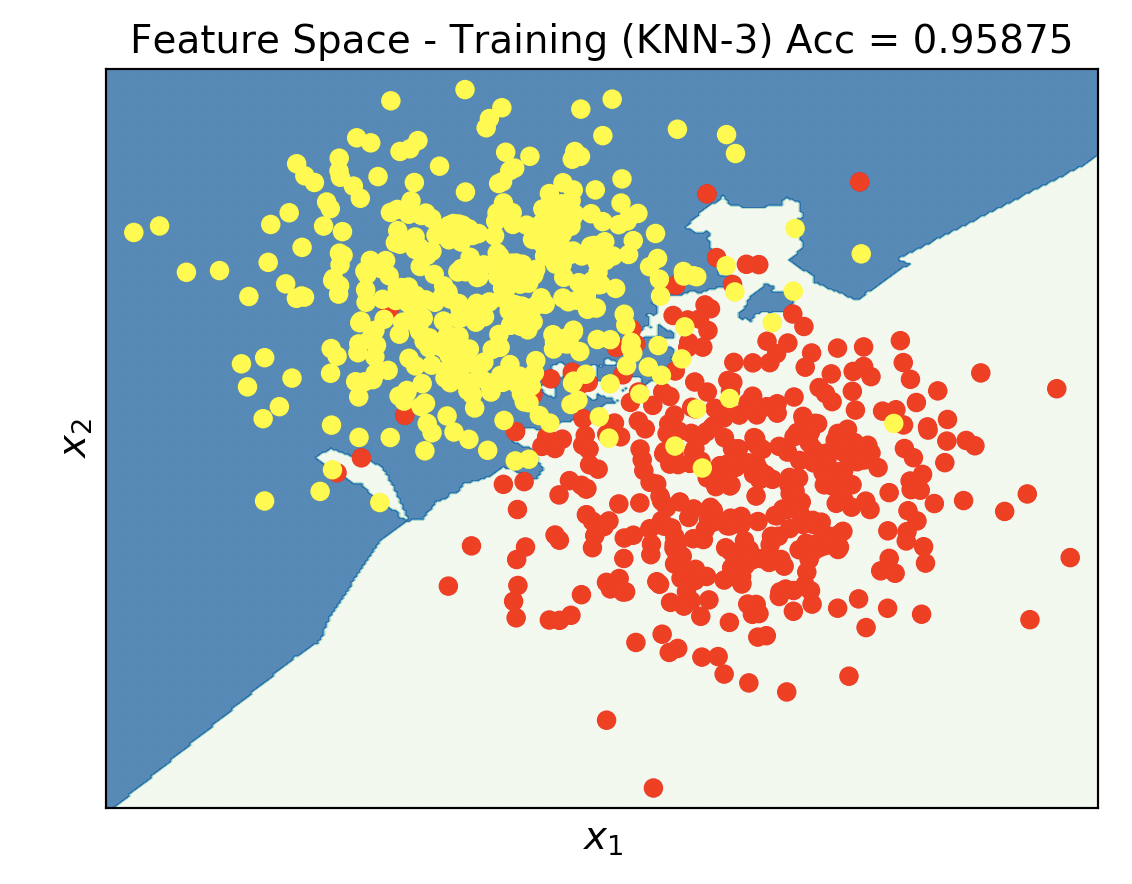 Feature Space - Training (KNN-3) Acc = 0.95875
x₂
x₁